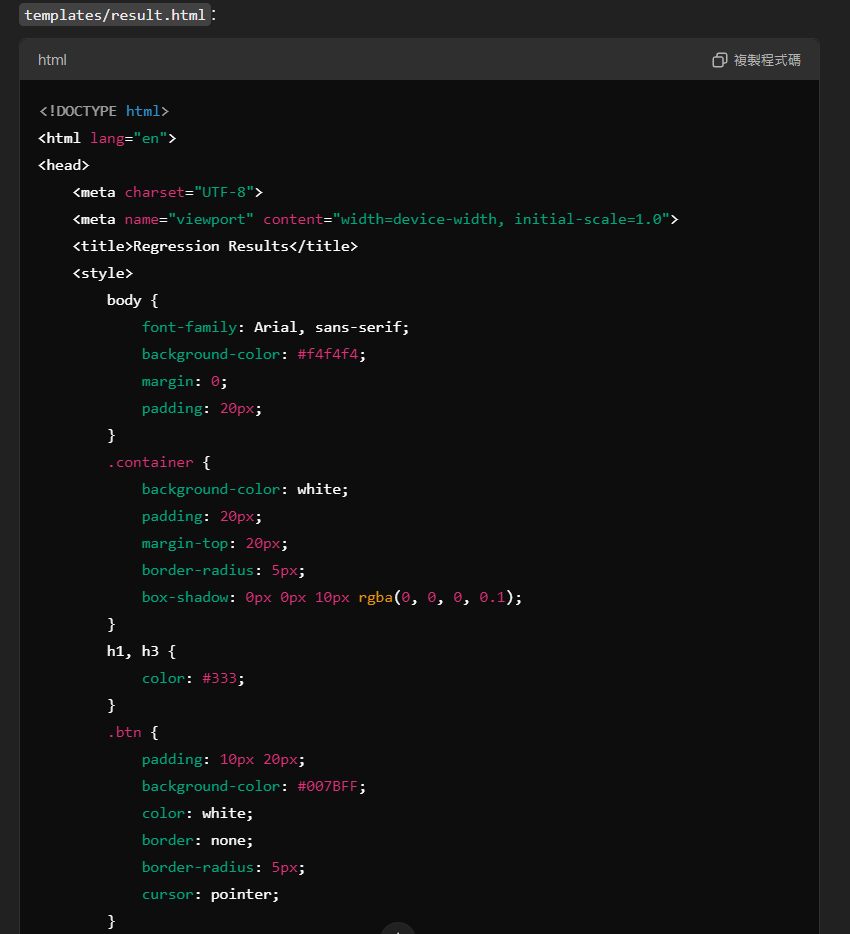 templates/result.html:
html
複製程式碼
<!DOCTYPE html>
<html lang="en">
<head>
    <meta charset="UTF-8">
    <meta name="viewport" content="width=device-width, initial-scale=1.0">
    <title>Regression Results</title>
    <style>
        body {
            font-family: Arial, sans-serif;
            background-color: #f4f4f4;
            margin: 0;
            padding: 20px;
        }
        .container {
            background-color: white;
            padding: 20px;
            margin-top: 20px;
            border-radius: 5px;
            box-shadow: 0px 0px 10px rgba(0, 0, 0, 0.1);
        }
        h1, h3 {
            color: #333;
        }
        .btn {
            padding: 10px 20px;
            background-color: #007BFF;
            color: white;
            border: none;
            border-radius: 5px;
            cursor: pointer;
        }